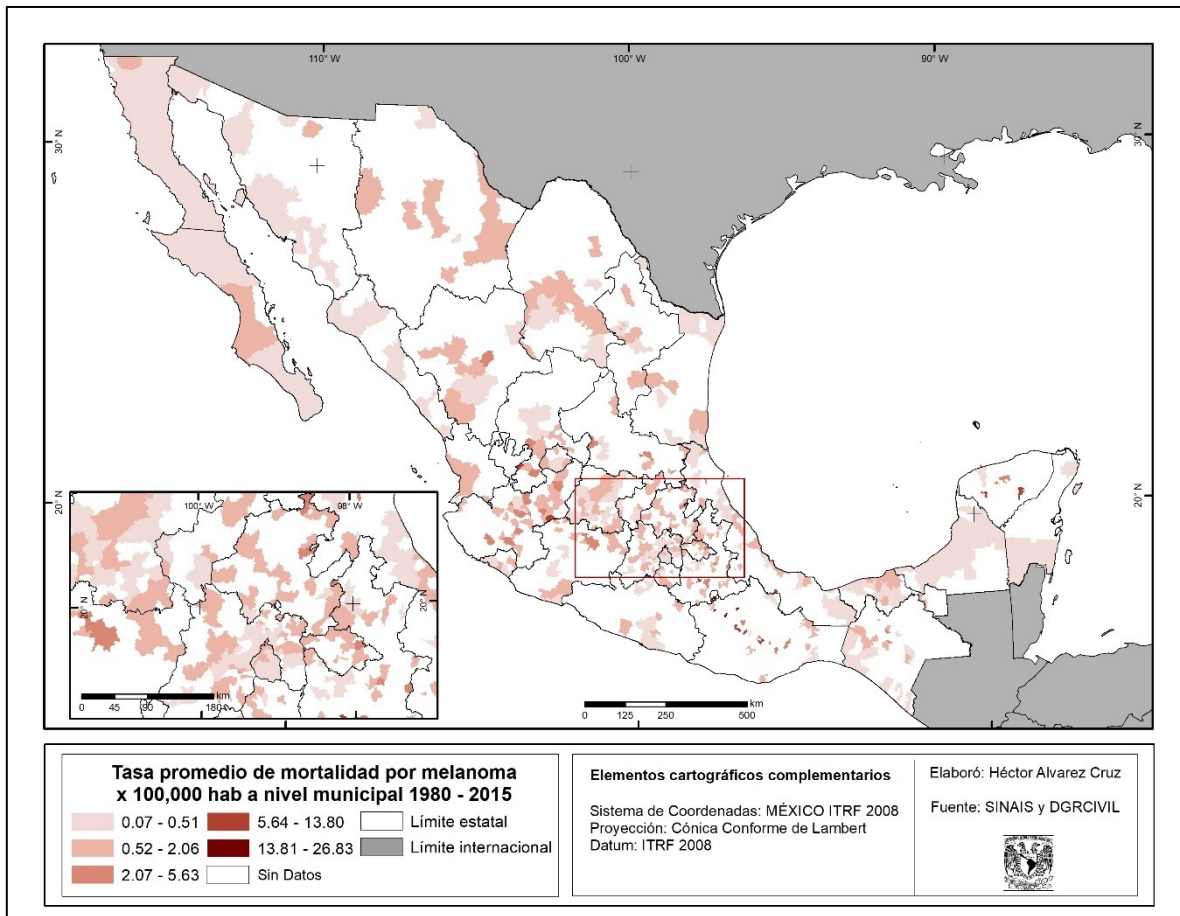 110° W
100° W
90° W
30° N
30° N
20° N
20° N
100° W
98° W
20° N
20° N
km
0 45 90 180
km
0 125 250 500
Tasa promedio de mortalidad por melanoma
x 100,000 hab a nivel municipal 1980 - 2015
0.07 - 0.51
5.64 - 13.80
Límite estatal
0.52 - 2.06
13.81 - 26.83
Límite internacional
2.07 - 5.63
Sin Datos
Elementos cartográficos complementarios
Sistema de Coordenadas: MÉXICO ITRF 2008
Proyección: Cónica Conforme de Lambert
Datum: ITRF 2008
Elaboró: Héctor Alvarez Cruz
Fuente: SINAIS y DGRCIVIL